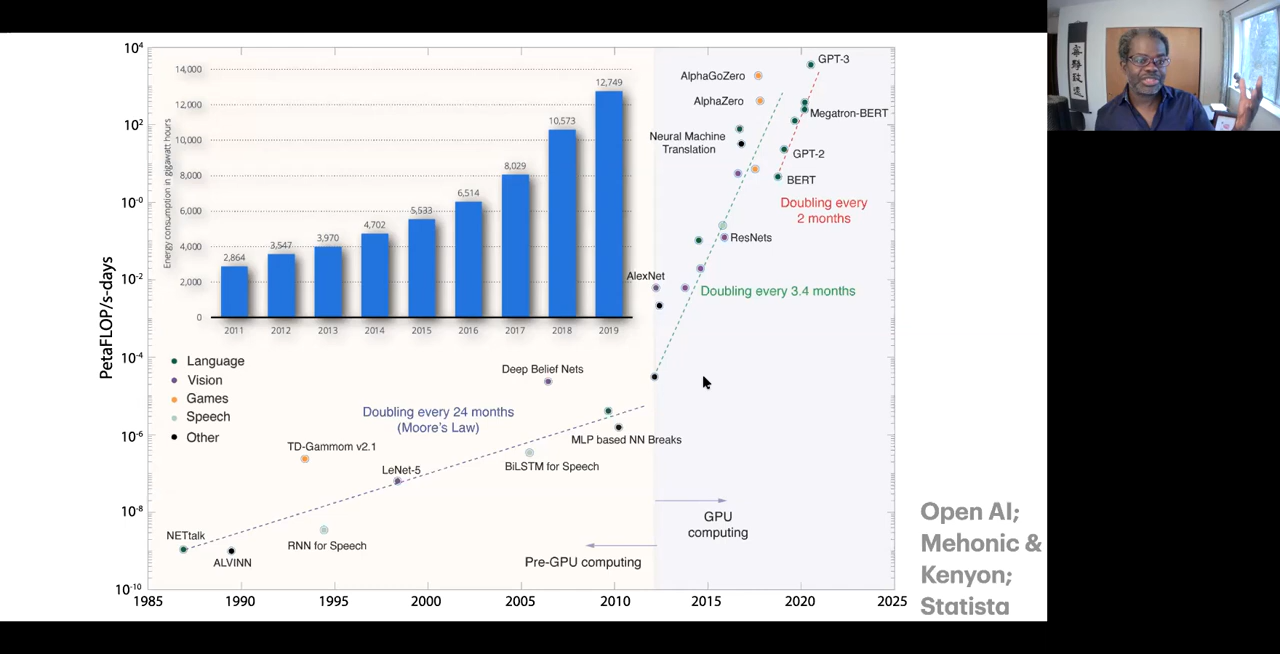 PetaFLOP/s-days
10⁴
10²
10⁻⁰
10⁻²
10⁻⁴
10⁻⁶
10⁻⁸
10⁻¹⁰
1985 1990 1995 2000 2005 2010 2015 2020 2025
Energy consumption in gigawatt hours
14,000
12,000
10,000
8,000
6,000
4,000
2,000
0
2,864 3,547 3,970 4,702 5,533 6,514 8,029 10,573 12,749
2011 2012 2013 2014 2015 2016 2017 2018 2019
Language
Vision
Games
Speech
Other
Doubling every 24 months
(Moore's Law)
Deep Belief Nets
TD-Gammom v2.1
LeNet-5
MLP based NN Breaks
BiLSTM for Speech
NETtalk
ALVINN
RNN for Speech
Pre-GPU computing
GPU
computing
AlphaGoZero
AlphaZero
Neural Machine
Translation
GPT-3
Megatron-BERT
GPT-2
BERT
Doubling every
2 months
ResNets
AlexNet
Doubling every 3.4 months
Open AI;
Mehonic &
Kenyon;
Statista